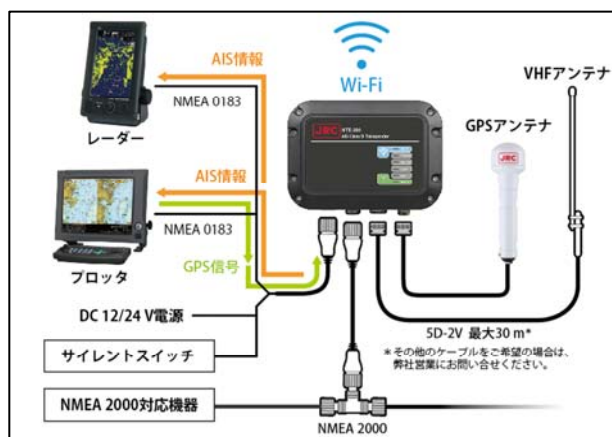 AIS情報
Wi-Fi
VHFアンテナ
NMEA 0183
レーダー
JRC
GPSアンテナ
JRC
AIS情報
NMEA 0183
プロッタ
GPS信号
DC 12/24 V電源
5D-2V 最大30 m*
サイレントスイッチ
*その他のケーブルをご希望の場合は、
弊社営業にお問い合せください。
NMEA 2000対応機器
NMEA 2000